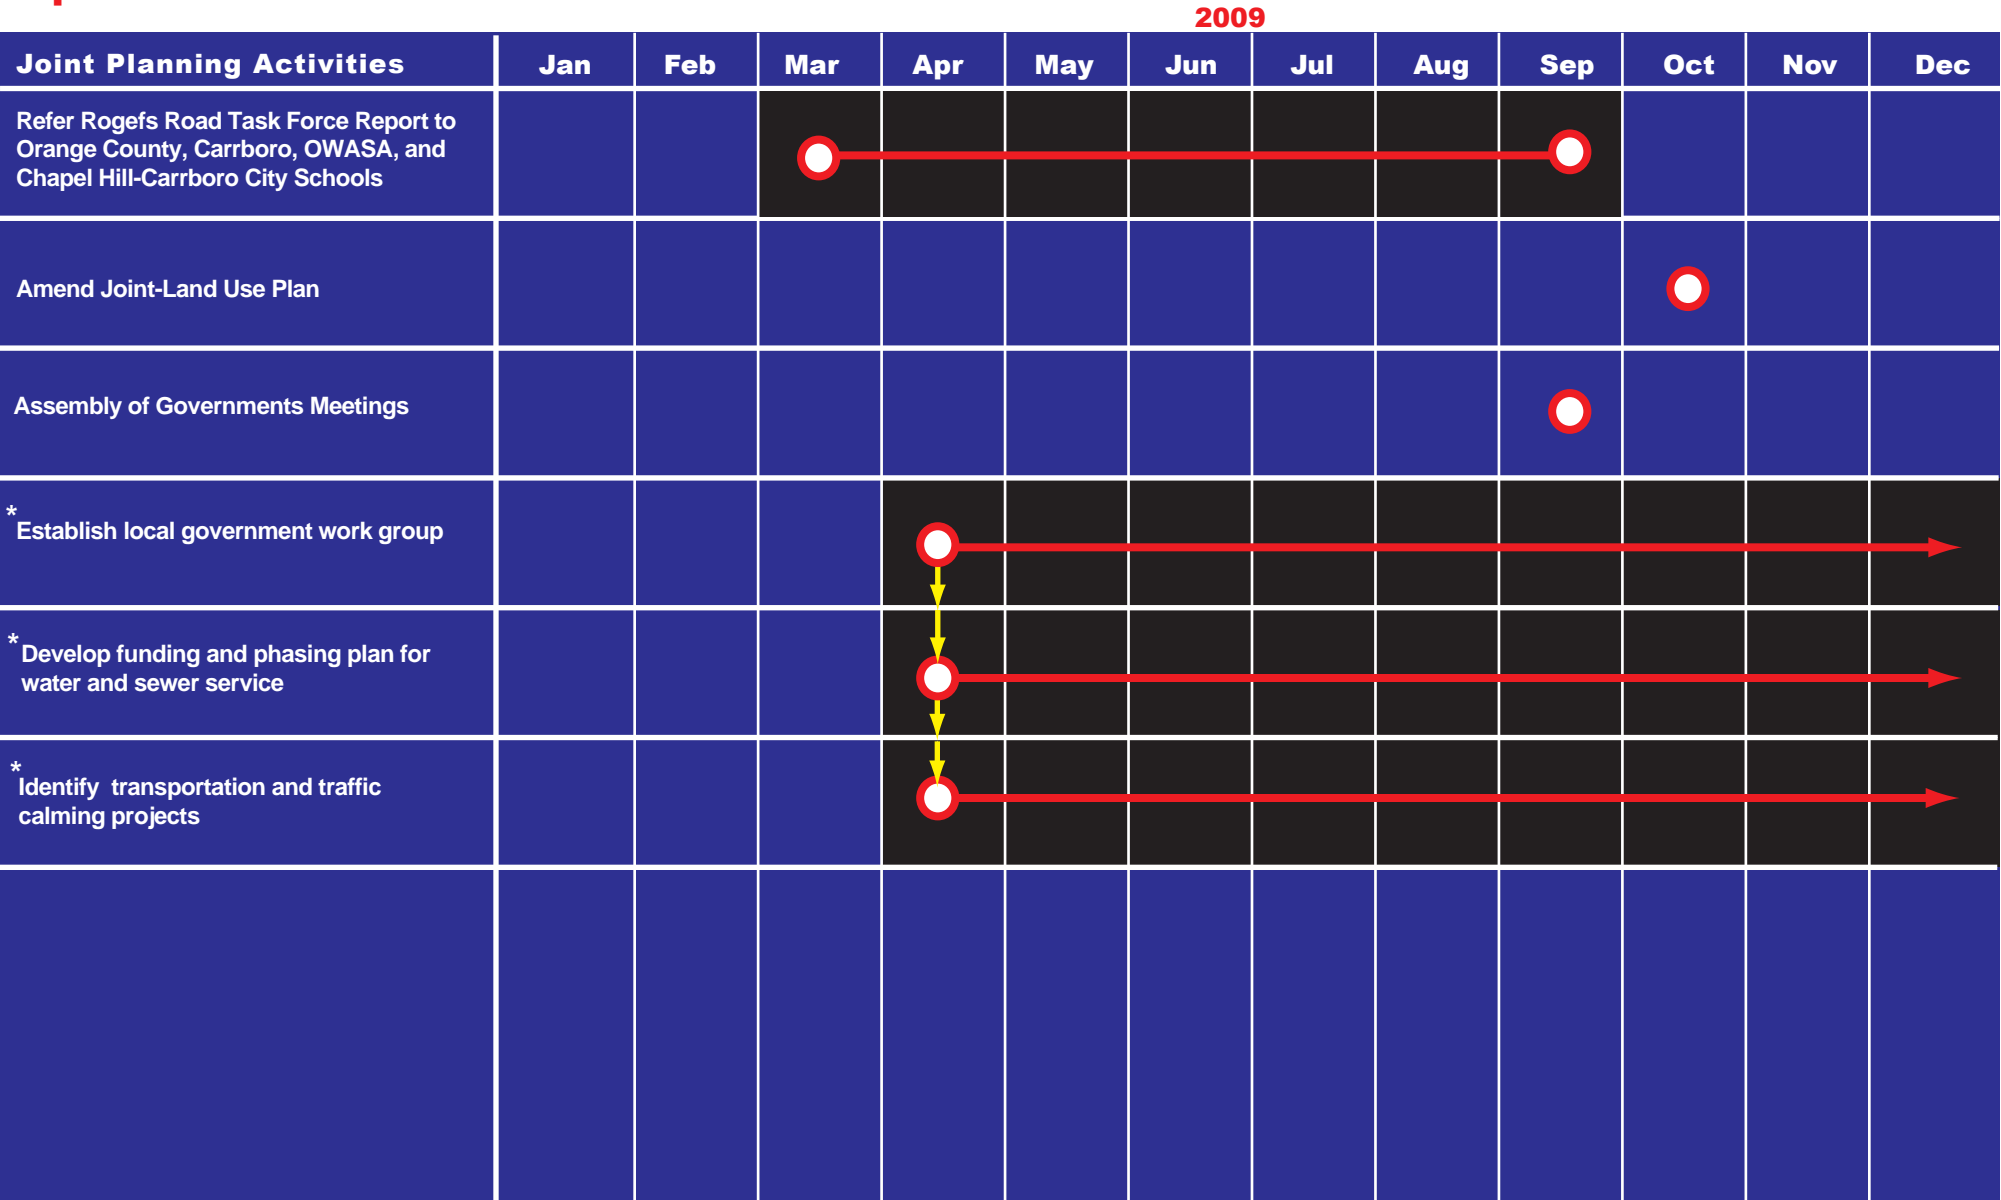 2009
Joint Planning Activities Jan Feb Mar Apr May Jun Jul Aug Sep Oct Nov Dec
Refer Rogefs Road Task Force Report to
Orange County, Carrboro, OWASA, and
Chapel Hill-Carrboro City Schools
Amend Joint-Land Use Plan
Assembly of Governments Meetings
*Establish local government work group
*Develop funding and phasing plan for
water and sewer service
*Identify transportation and traffic
calming projects